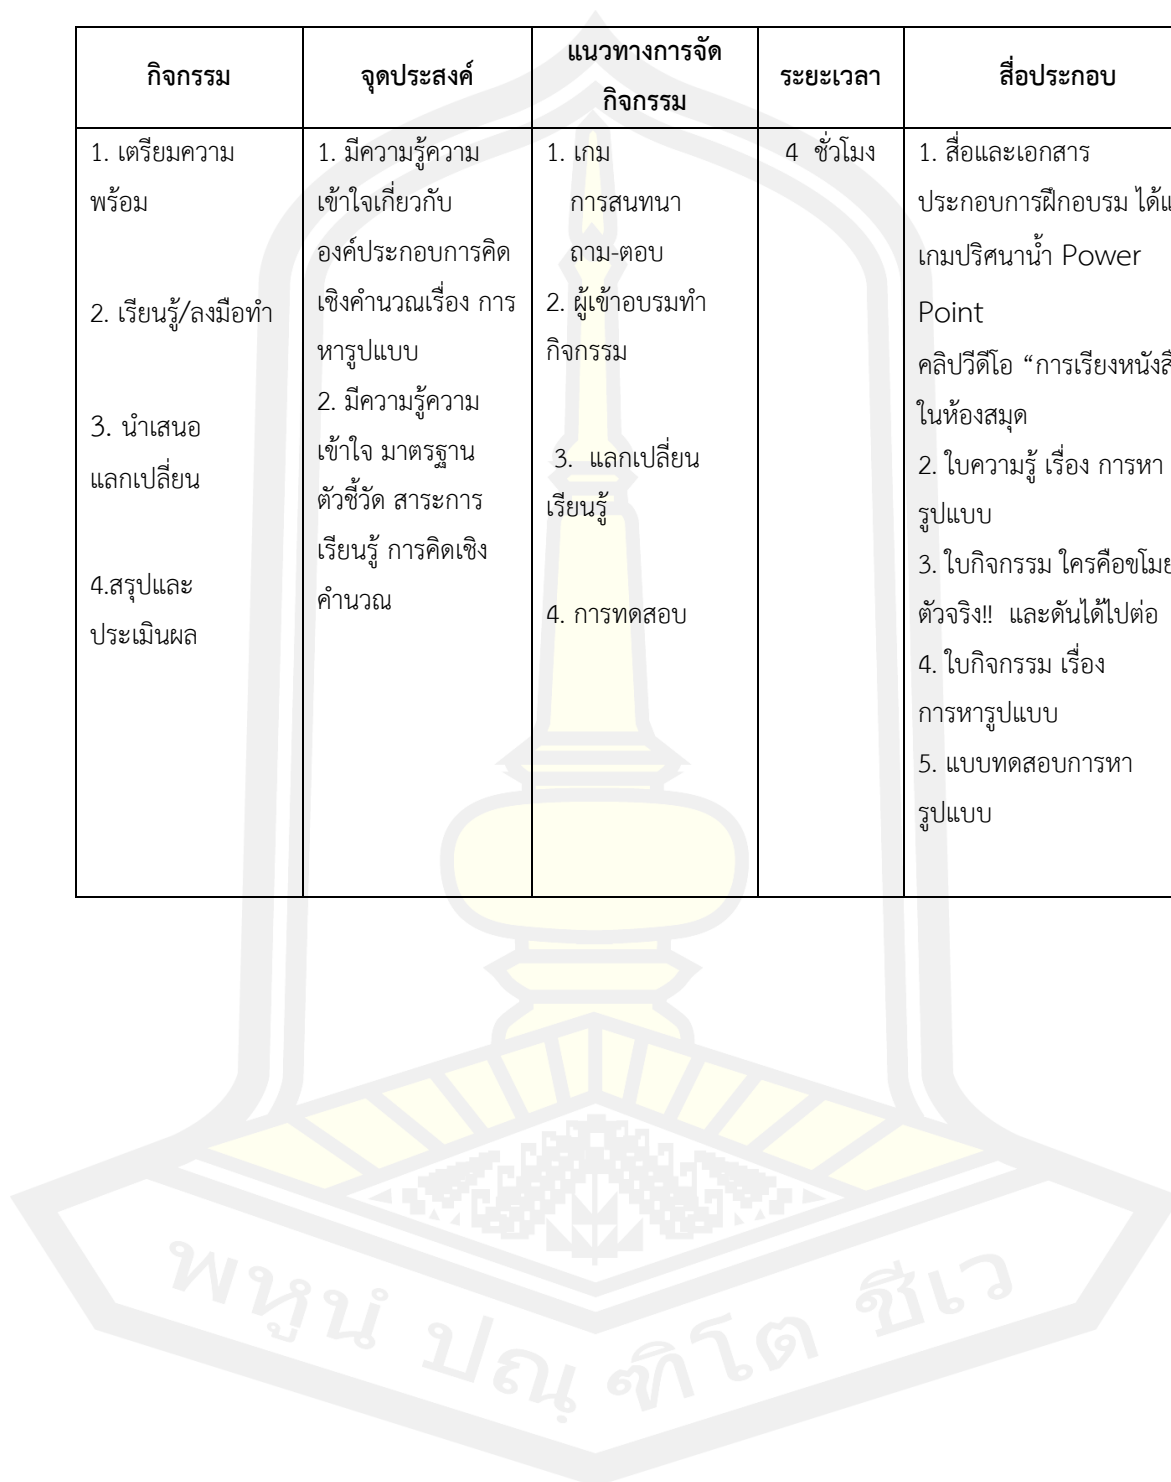 กิจกรรม
จุดประสงค์
แนวทางการจัด
กิจกรรม
ระยะเวลา
สื่อประกอบ
1. เตรียมความ
พร้อม
2. เรียนรู้/ลงมือทำ
3. นำเสนอ
แลกเปลี่ยน
4.สรุปและ
ประเมินผล
1. มีความรู้ความ
เข้าใจเกี่ยวกับ
องค์ประกอบการคิด
เชิงคำนวณเรื่อง การ
หารูปแบบ
2. มีความรู้ความ
เข้าใจ มาตรฐาน
ตัวชี้วัด สาระการ
เรียนรู้ การคิดเชิง
คำนวณ
1. เกม
การสนทนา
ถาม-ตอบ
2. ผู้เข้าอบรมทำ
กิจกรรม
3. แลกเปลี่ยน
เรียนรู้
4. การทดสอบ
4 ชั่วโมง
1. สื่อและเอกสาร
ประกอบการฝึกอบรม
เกมปริศนาน้ำ Power
Point
คลิปวีดีโอ “การเรียง
ในห้องสมุด
2. ใบความรู้ เรื่อง การหา
รูปแบบ
3. ใบกิจกรรม ใครคือ
ตัวจริง!! และดันได้ไปต่อ
4. ใบกิจกรรม เรื่อง
การหารูปแบบ
5. แบบทดสอบการหา
รูปแบบ
พหูนํ ปณฺฑิโต ชีเว